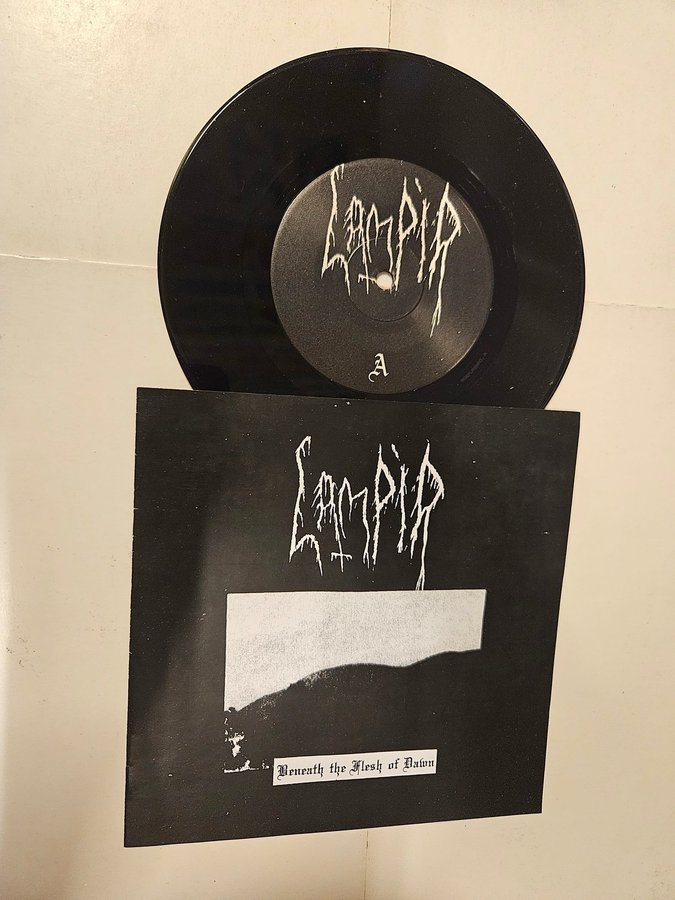 LAMPIR
A
LAMPIR
Beneath the Flesh of Dawn